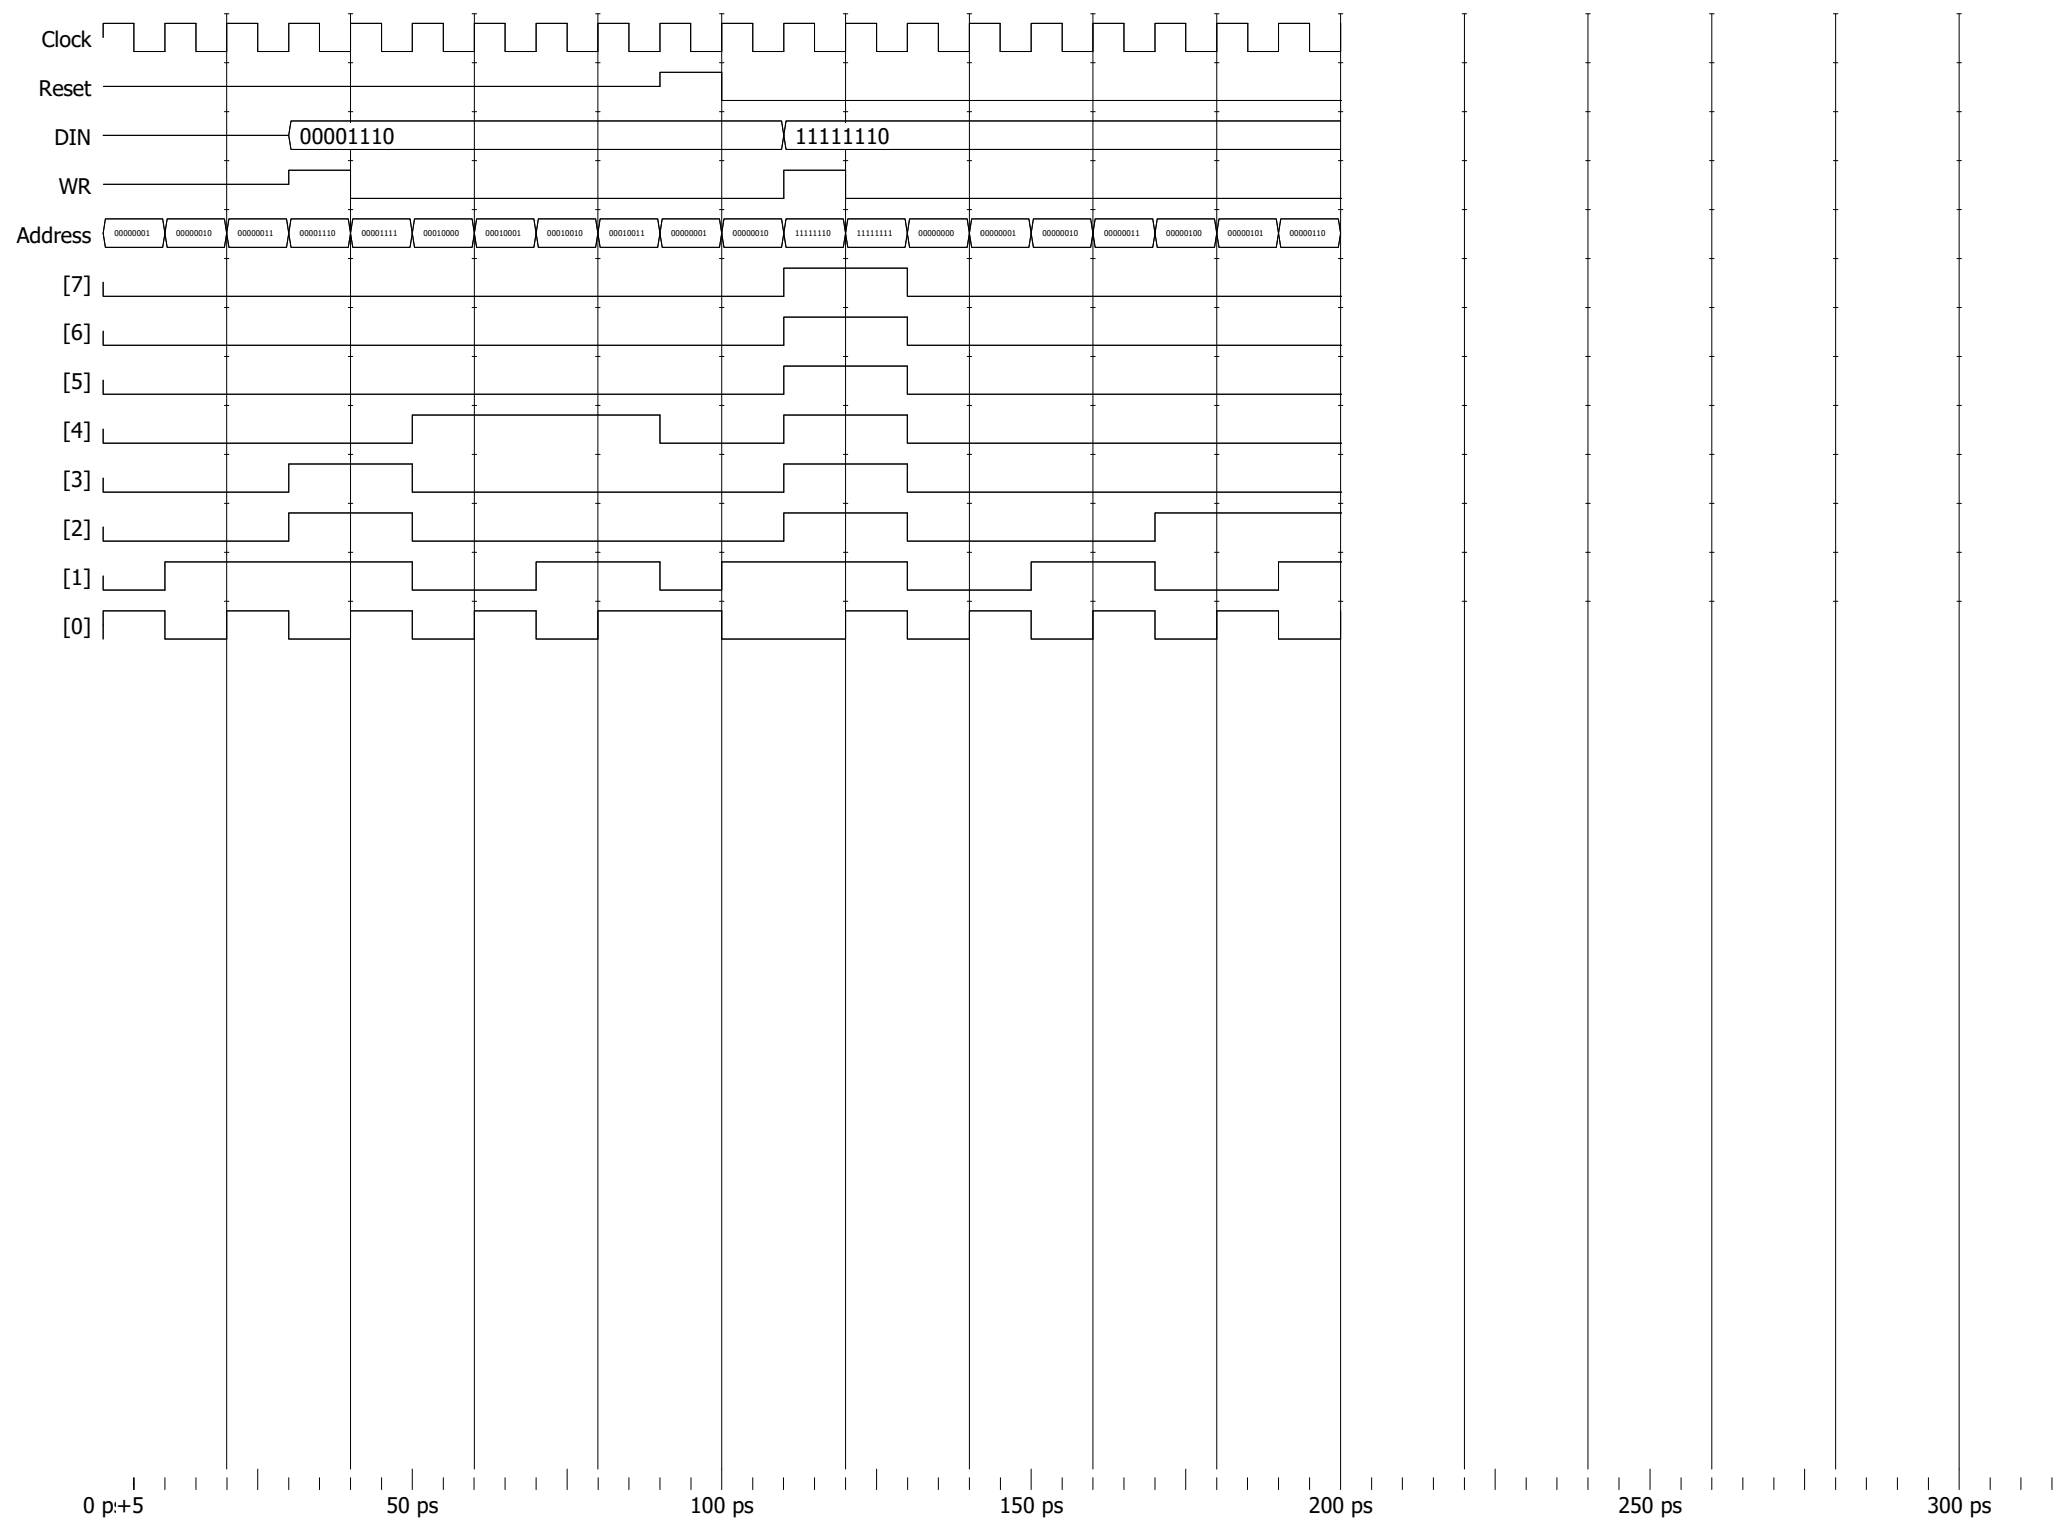 Clock
Reset
DIN 00001110 11111110
WR
Address 00000001 00000010 00000011 00001110 00001111 00010000 00010001 00010010 00010011 00000001 00000010 11111110 11111111 00000000 00000001 00000010 00000011 00000100 00000101 00000110
[7]
[6]
[5]
[4]
[3]
[2]
[1]
[0]
0 ps+5 50 ps 100 ps 150 ps 200 ps 250 ps 300 ps